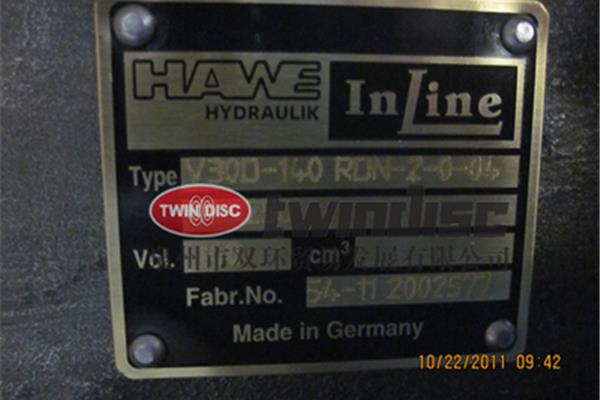 HAWE
HYDRAULIK
InLine
Type V30D-140 RDN-2-0-04
TWIN DISC
twindisc
Vol. cm³
州市双环贸易发展有限公司
Fabr.No. 54-11 2002577
Made in Germany
10/22/2011 09:42